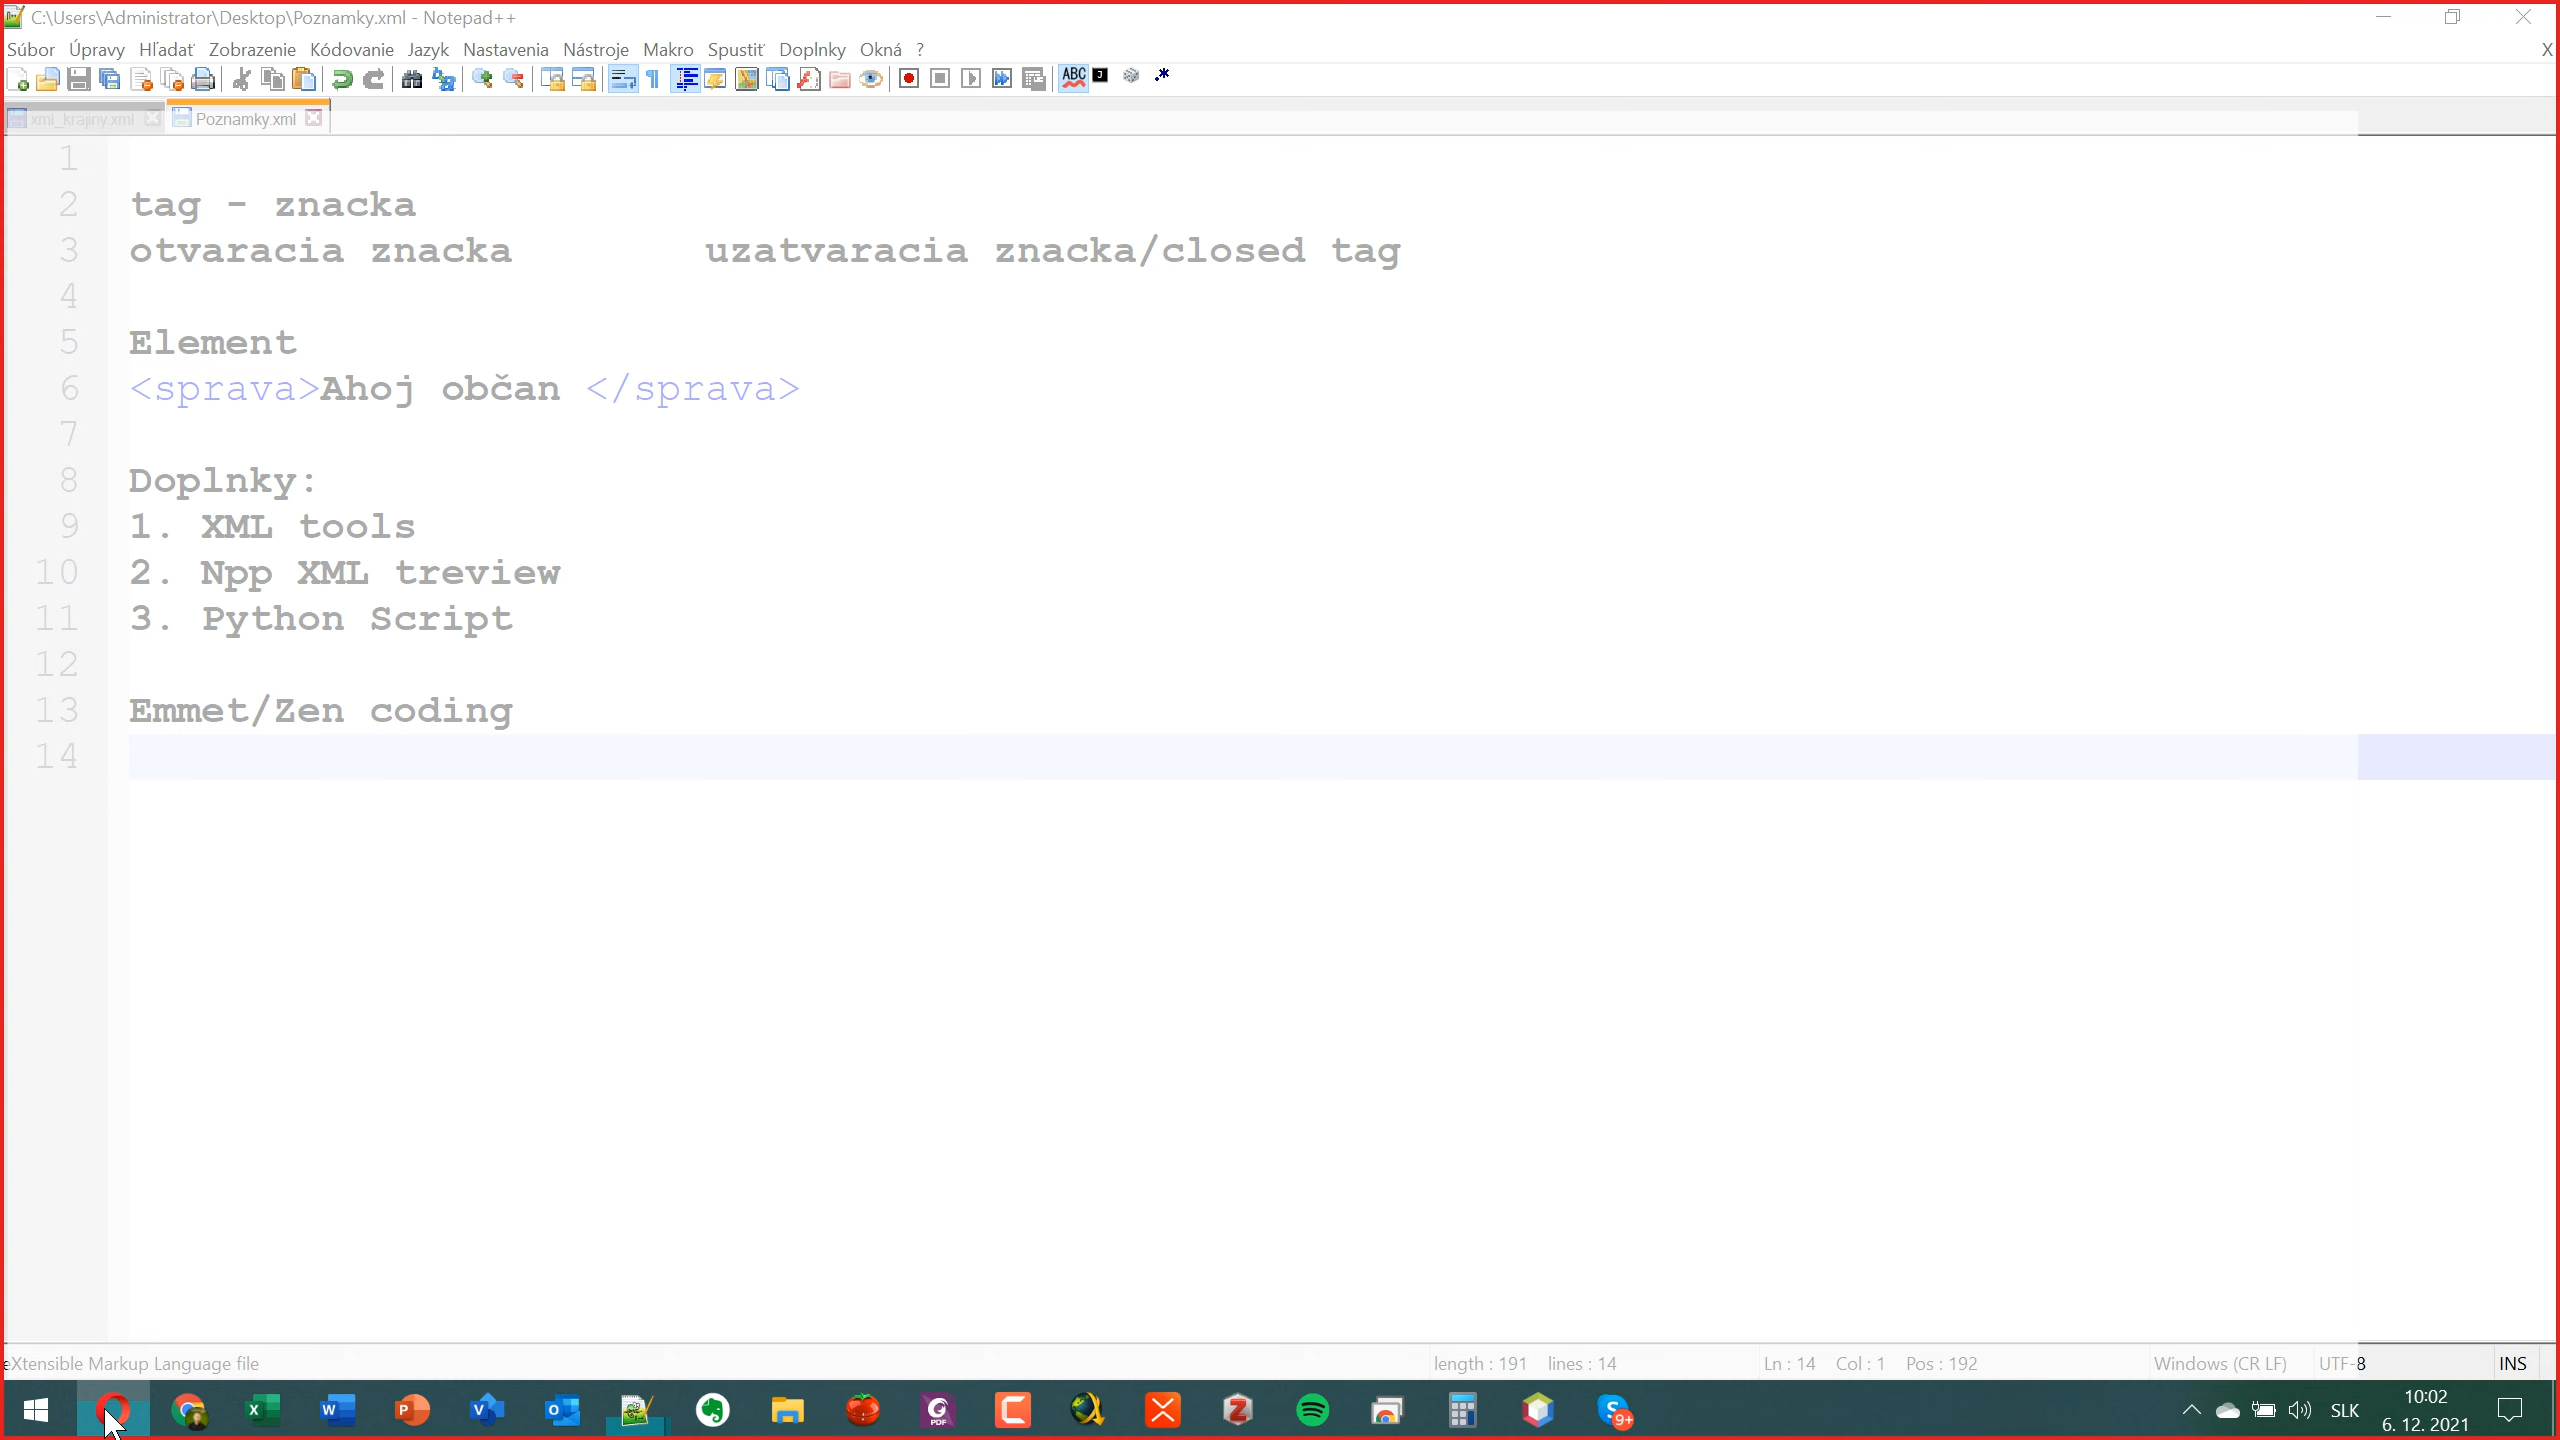 C:\Users\Administrator\Desktop\Poznamky.xml - Notepad++
Súbor Úpravy Hľadať Zobrazenie Kódovanie Jazyk Nastavenia Nástroje Makro Spustiť Doplnky Okná ? X
xml_krajiny.xml Poznamky.xml
1
2 tag - znacka
3 otvaracia znacka uzatvaracia znacka/closed tag
4
5 Element
6 <sprava>Ahoj občan </sprava>
7
8 Doplnky:
9 1. XML tools
10 2. Npp XML treview
11 3. Python Script
12
13 Emmet/Zen coding
14
eXtensible Markup Language file length : 191 lines : 14 Ln : 14 Col : 1 Pos : 192 Windows (CR LF) UTF-8 INS
SLK 10:02
6. 12. 2021